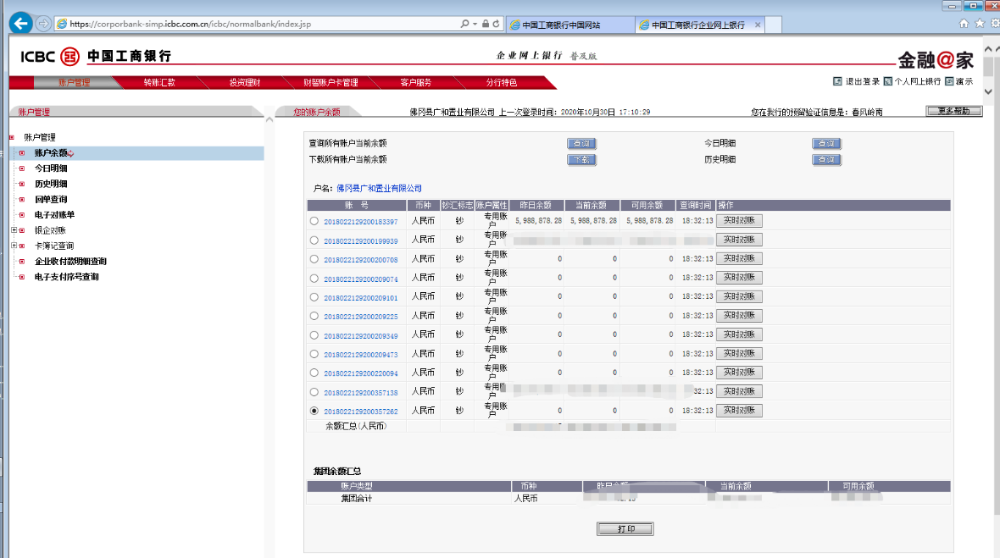 https://corporbank-simp.icbc.com.cn/icbc/normalbank/index.jsp
中国工商银行中国网站
中国工商银行企业网上银行
ICBC 中国工商银行
企业网上银行 普及版
金融@家
账户管理 转账汇款 投资理财 财智账户卡管理 客户服务 分行特色
退出登录 个人网上银行 演示
账户管理
您的账户余额
佛冈县广和置业有限公司 上一次登录时间: 2020年10月30日 17:10:29
您在我行的预留验证信息是: 春风岭南
更多帮助
账户管理
账户余额
今日明细
历史明细
回单查询
电子对账单
银企对账
卡簿记查询
企业收付款明细查询
电子支付序号查询
查询所有账户当前余额 查询 今日明细 查询
下载所有账户当前余额 下载 历史明细 查询
户名: 佛冈县广和置业有限公司
账 号 币种 钞汇标志 账户属性 昨日余额 当前余额 可用余额 查询时间 操作
2018022129200183397 人民币 钞 专用账户 5,988,878.28 5,988,878.28 5,988,878.28 18:32:13 实时对账
2018022129200199939 人民币 钞 专用账户 实时对账
2018022129200200708 人民币 钞 专用账户 0 0 0 18:32:13 实时对账
2018022129200209074 人民币 钞 专用账户 0 0 0 18:32:13 实时对账
2018022129200209101 人民币 钞 专用账户 0 0 0 18:32:13 实时对账
2018022129200209225 人民币 钞 专用账户 0 0 0 18:32:13 实时对账
2018022129200209349 人民币 钞 专用账户 0 0 0 18:32:13 实时对账
2018022129200209473 人民币 钞 专用账户 0 0 0 18:32:13 实时对账
2018022129200220094 人民币 钞 专用账户 0 0 0 18:32:13 实时对账
2018022129200357138 人民币 钞 专用账户 32:13 实时对账
2018022129200357262 人民币 钞 专用账户 0 0 0 18:32:13 实时对账
余额汇总(人民币)
集团余额汇总
账户类型 币种 昨日余额 当前余额 可用余额
集团合计 人民币
打印